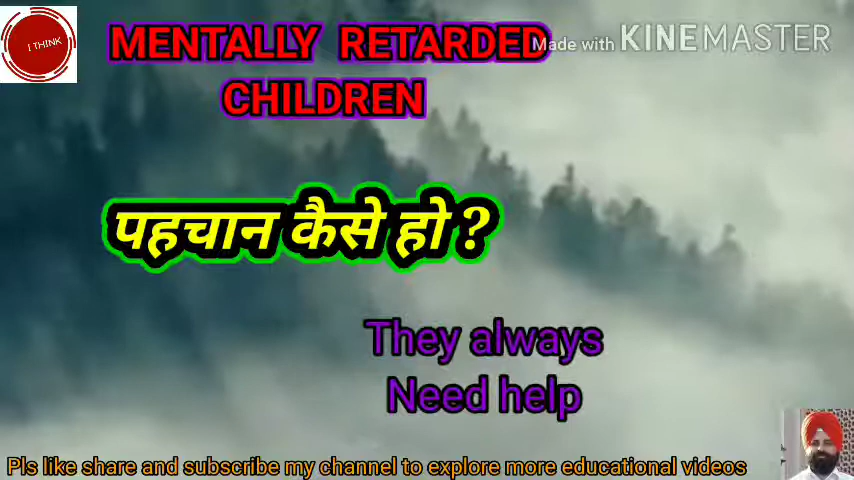 I THINK
MENTALLY RETARDED
Made with KINEMASTER
CHILDREN
पहचान कैसे हो ?
They always
Need help
Pls like share and subscribe my channel to explore more educational videos